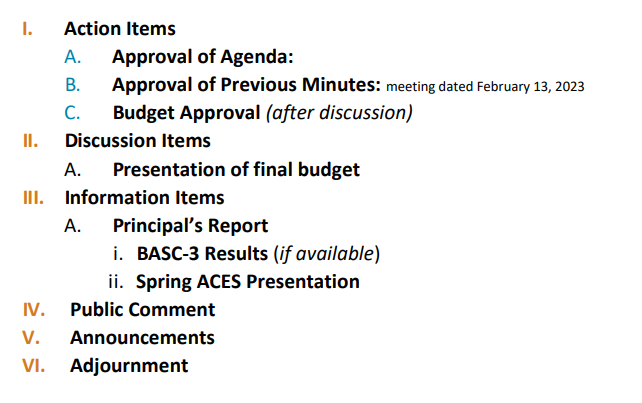 I. Action Items
A. Approval of Agenda:
B. Approval of Previous Minutes: meeting dated February 13, 2023
C. Budget Approval (after discussion)
II. Discussion Items
A. Presentation of final budget
III. Information Items
A. Principal's Report
i. BASC-3 Results (if available)
ii. Spring ACES Presentation
IV. Public Comment
V. Announcements
VI. Adjournment